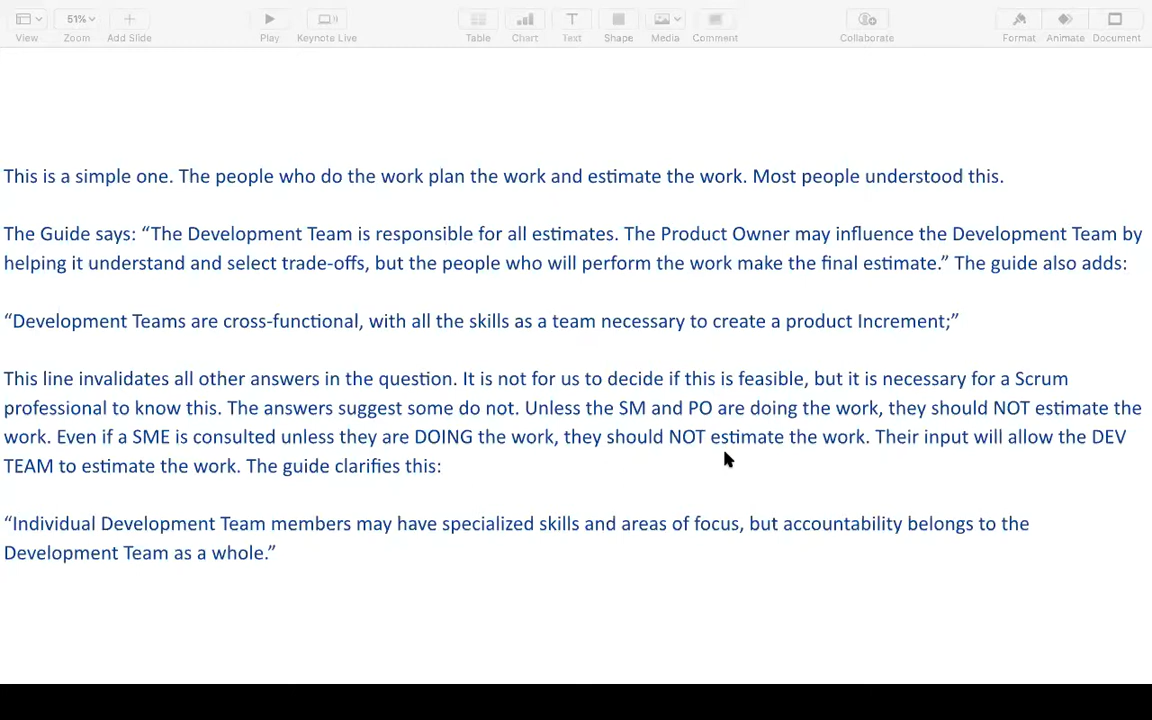 51%
View
Zoom
Add Slide
Play
Keynote Live
Table
Chart
Text
Shape
Media
Comment
Collaborate
Format
Animate
Document
This is a simple one. The people who do the work plan the work and estimate the work. Most people understood this.
The Guide says: “The Development Team is responsible for all estimates. The Product Owner may influence the Development Team by
helping it understand and select trade-offs, but the people who will perform the work make the final estimate.” The guide also adds:
“Development Teams are cross-functional, with all the skills as a team necessary to create a product Increment;”
This line invalidates all other answers in the question. It is not for us to decide if this is feasible, but it is necessary for a Scrum
professional to know this. The answers suggest some do not. Unless the SM and PO are doing the work, they should NOT estimate the
work. Even if a SME is consulted unless they are DOING the work, they should NOT estimate the work. Their input will allow the DEV
TEAM to estimate the work. The guide clarifies this:
“Individual Development Team members may have specialized skills and areas of focus, but accountability belongs to the
Development Team as a whole.”